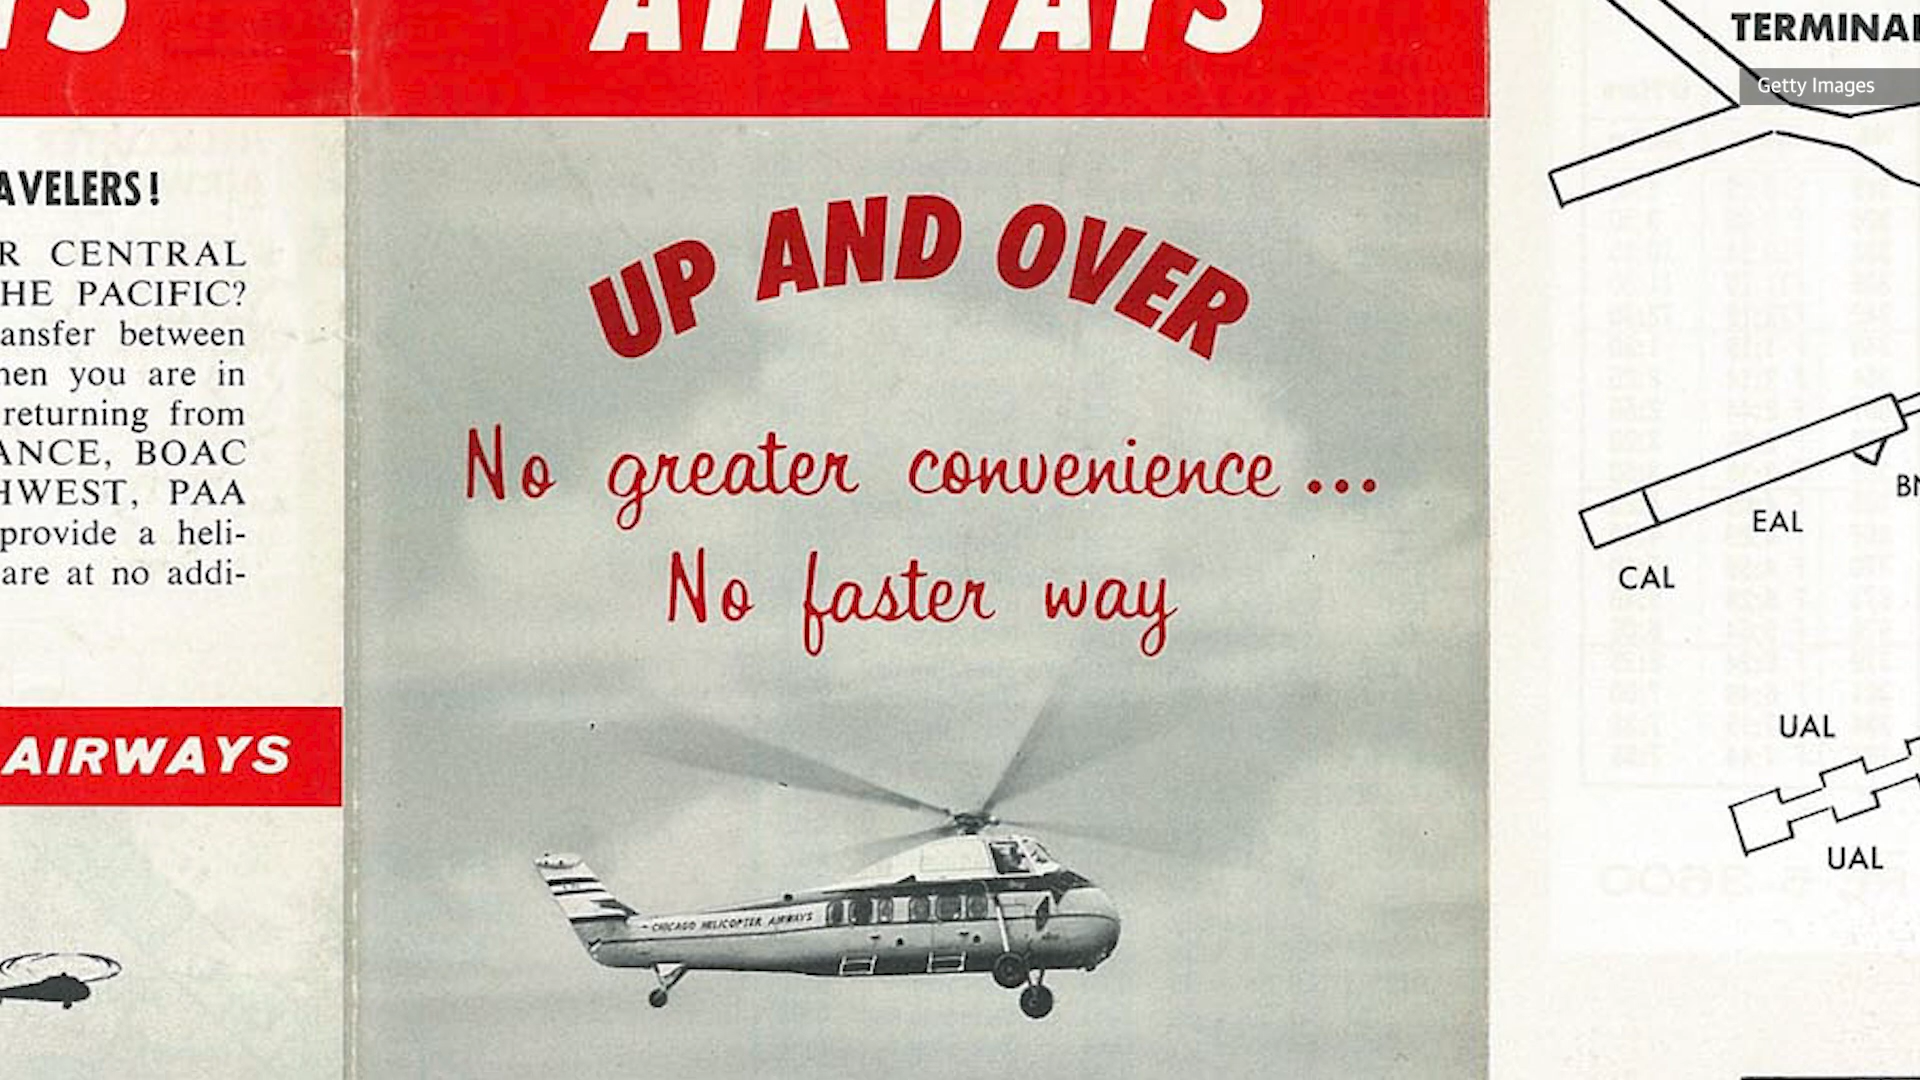 YS
AVELERS!
R CENTRAL
HE PACIFIC?
ansfer between
hen you are in
returning from
ANCE, BOAC
HWEST, PAA
provide a heli-
are at no addi-
AIRWAYS
AIRWAYS
UP AND OVER
No greater convenience...
No faster way
CHICAGO HELICOPTER AIRWAYS
TERMINAL
Getty Images
EAL
CAL
UAL
UAL